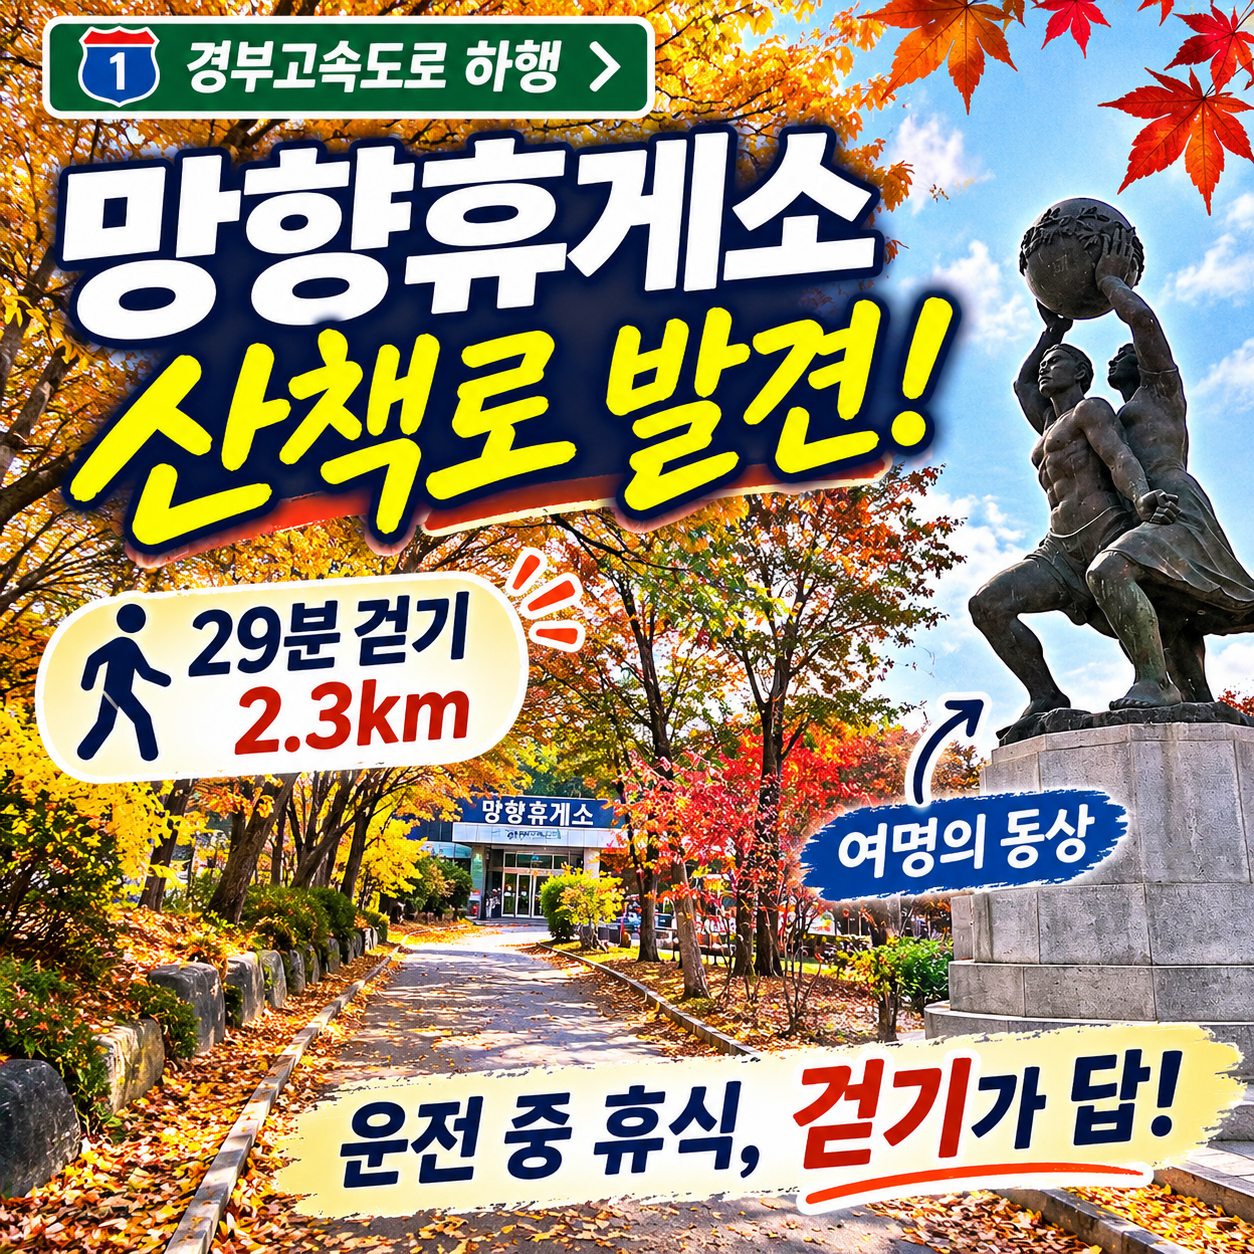 1 경부고속도로 하행
망향휴게소
산책로 발견!
29분 걷기
2.3km
망향휴게소
여명의 동상
운전 중 휴식, 걷기가 답!